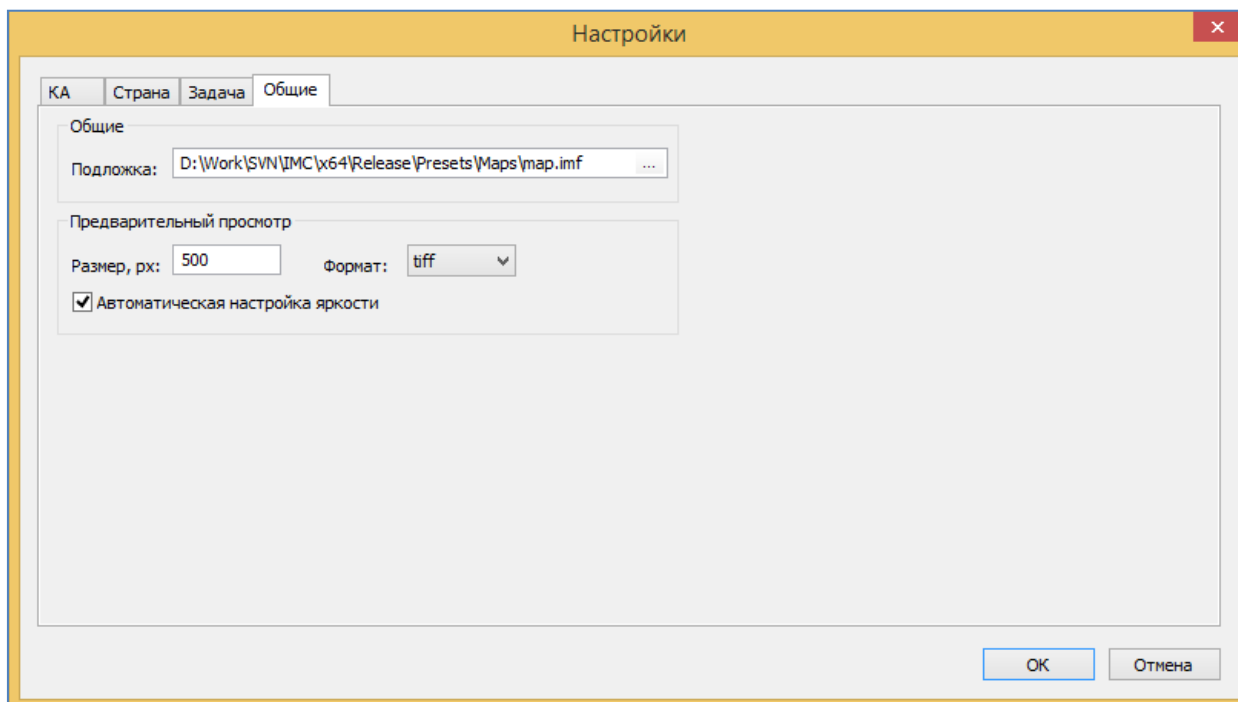 Настройки
КА Страна Задача Общие
Общие
Подложка: D:\Work\SVN\IMC\x64\Release\Presets\Maps\map.imf ...
Предварительный просмотр
Размер, px: 500 Формат: tiff
Автоматическая настройка яркости
OK Отмена